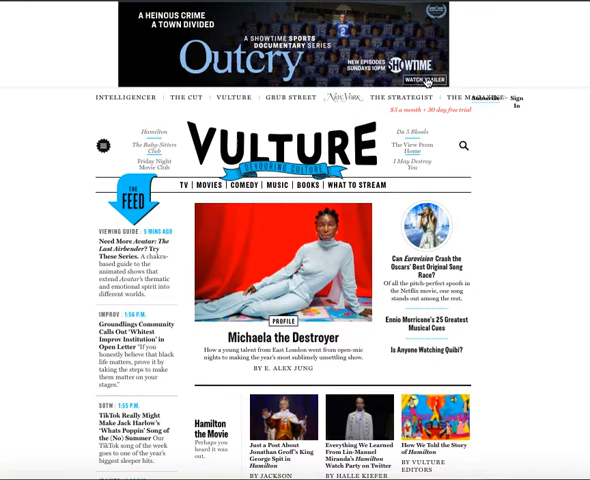 A HEINOUS CRIME
A TOWN DIVIDED
A SHOWTIME SPORTS
DOCUMENTARY SERIES
Outcry
NEW EPISODES
SUNDAYS 10PM
SHOWTIME
WATCH
INTELLIGENCER
THE CUT
VULTURE
GRUB STREET
New York
THE STRATEGIST
THE MAGAZINE
Sign
In
$5 a month + 30 day free trial
Hamilton
The Baby-Sitters
Club
Friday Night
Movie Club
VULTURE
DEVOURING CULTURE
Da 5 Bloods
The View From
Home
I May Destroy
You
TV | MOVIES | COMEDY | MUSIC | BOOKS | WHAT TO STREAM
THE
FEED
VIEWING GUIDE | 5 MINS AGO
Need More Avatar: The
Last Airbender? Try
These Series. A chakra-
based guide to the
animated shows that
extend Avatar's thematic
and emotional spirit into
different worlds.
IMPROV | 1:56 P.M.
Groundlings Community
Calls Out 'Whitest
Improv Institution' in
Open Letter "If you
honestly believe that black
life matters, prove it by
taking the steps to make
them matter on your
stages."
SOTW | 1:55 P.M.
TikTok Really Might
Make Jack Harlow's
'Whats Poppin' Song of
the (No) Summer Our
TikTok song of the week
goes to one of the year's
biggest sleeper hits.
PROFILE
Michaela the Destroyer
How a young talent from East London went from open-mic
nights to making the year's most sublimely unsettling show.
BY E. ALEX JUNG
Can Eurovision Crash the
Oscars' Best Original Song
Race?
Of all the pitch-perfect spoofs in
the Netflix movie, one song
stands out among the rest.
Ennio Morricone's 25 Greatest
Musical Cues
Is Anyone Watching Quibi?
Hamilton
the Movie
Perhaps you
heard it was
out.
Just a Post About
Jonathan Groff's King
George Spit in
Hamilton
BY JACKSON
Everything We Learned
From Lin-Manuel
Miranda's Hamilton
Watch Party on Twitter
BY HALLE KIEFER
How We Told the Story
of Hamilton
BY VULTURE
EDITORS